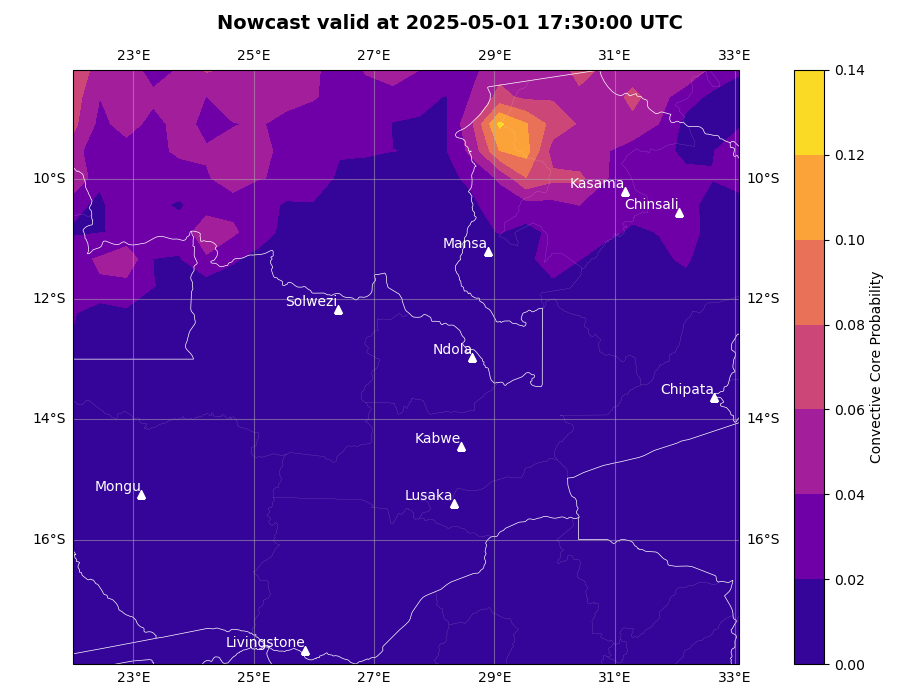 Nowcast valid at 2025-05-01 17:30:00 UTC
23°E 25°E 27°E 29°E 31°E 33°E
0.14
0.12
10°S Kasama 10°S
Chinsali
0.10
Mansa
12°S Solwezi 12°S
0.08
Ndola
Chipata
0.06
14°S 14°S
Kabwe
Convective Core Probability
0.04
Mongu Lusaka
16°S 16°S
0.02
Livingstone
0.00
23°E 25°E 27°E 29°E 31°E 33°E